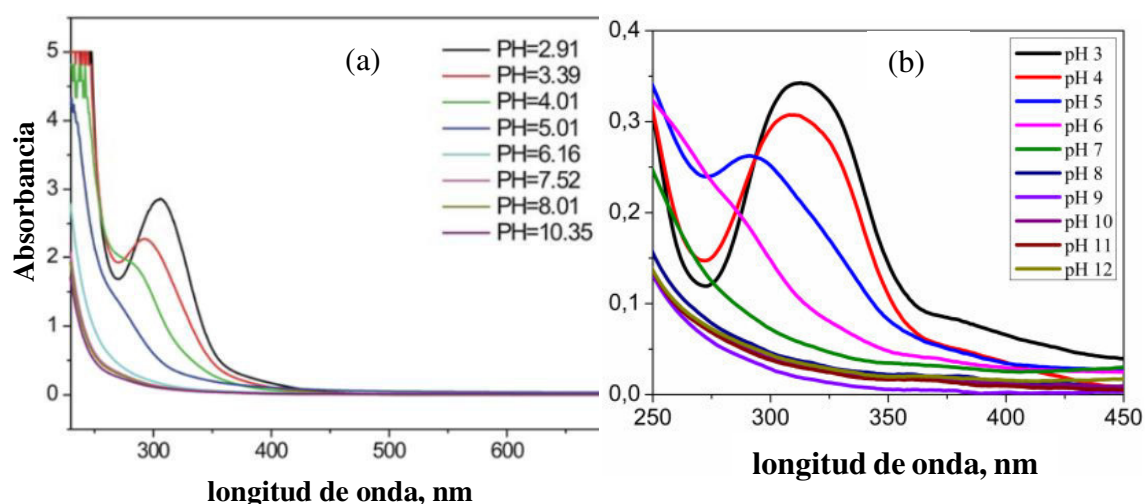 (a)
Absorbancia
5
4
3
2
1
0
PH=2.91
PH=3.39
PH=4.01
PH=5.01
PH=6.16
PH=7.52
PH=8.01
PH=10.35
300
400
500
600
longitud de onda, nm
(b)
0,4
0,3
0,2
0,1
0,0
pH 3
pH 4
pH 5
pH 6
pH 7
pH 8
pH 9
pH 10
pH 11
pH 12
250
300
350
400
450
longitud de onda, nm